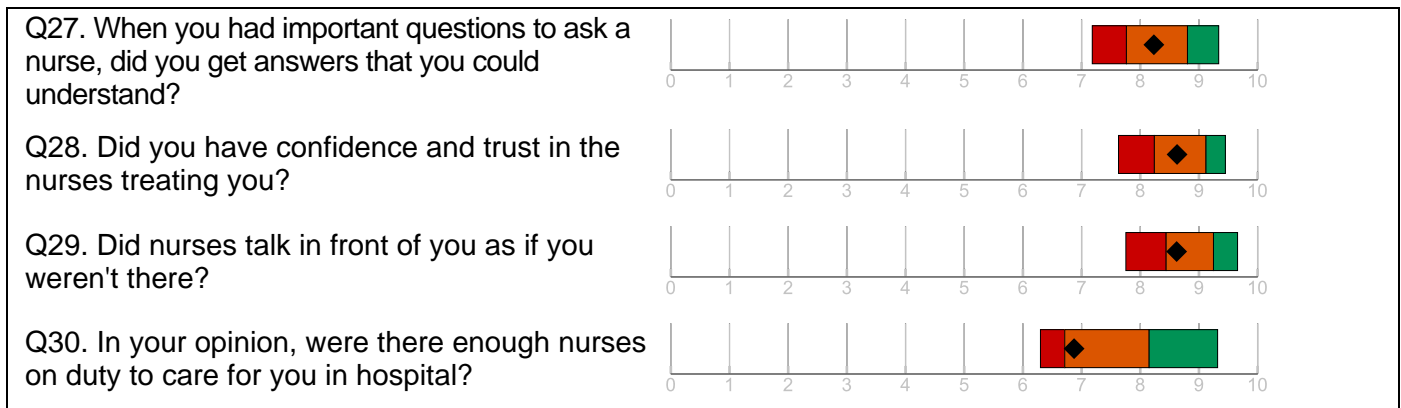 Q27. When you had important questions to ask a
nurse, did you get answers that you could
understand?
0 1 2 3 4 5 6 7 8 9 10
Q28. Did you have confidence and trust in the
nurses treating you?
0 1 2 3 4 5 6 7 8 9 10
Q29. Did nurses talk in front of you as if you
weren't there?
0 1 2 3 4 5 6 7 8 9 10
Q30. In your opinion, were there enough nurses
on duty to care for you in hospital?
0 1 2 3 4 5 6 7 8 9 10